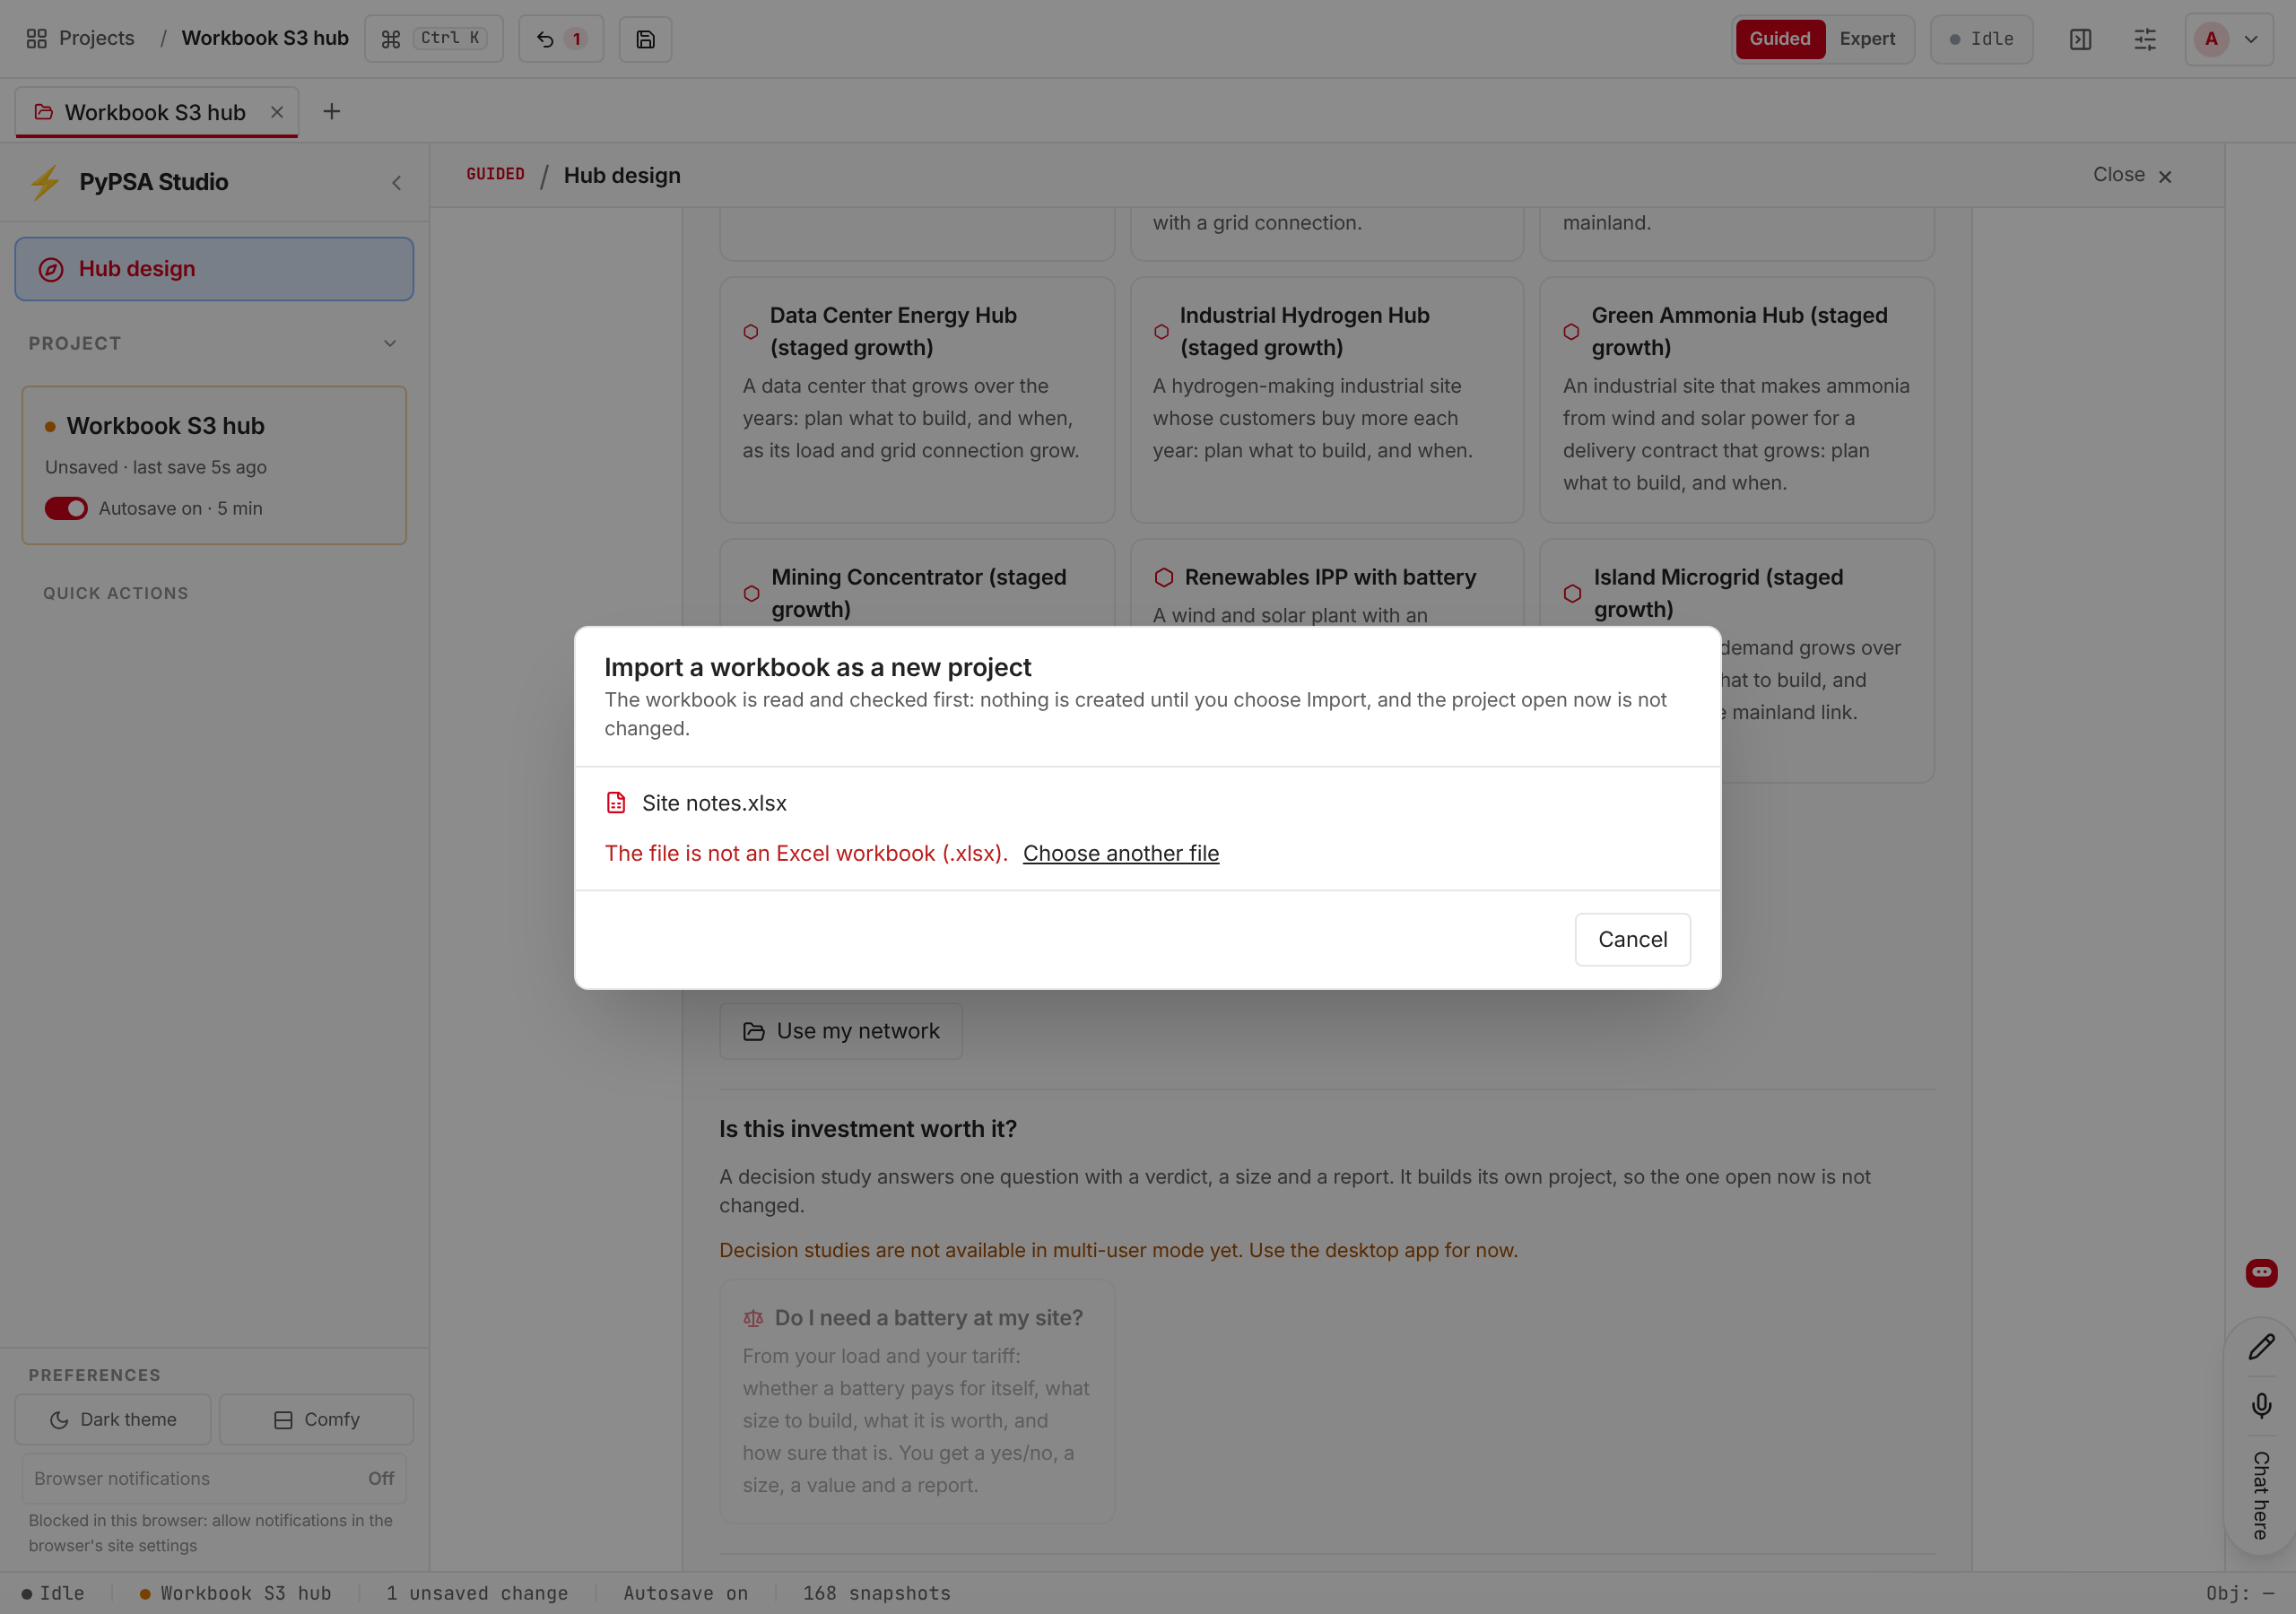 Projects / Workbook S3 hub Ctrl K 1 Guided Expert Idle A
Workbook S3 hub
PyPSA Studio
GUIDED / Hub design Close
Hub design
PROJECT
Workbook S3 hub
Unsaved · last save 5s ago
Autosave on · 5 min
QUICK ACTIONS
PREFERENCES
Dark theme Comfy
Browser notifications Off
Blocked in this browser: allow notifications in the
browser's site settings
with a grid connection.
mainland.
Data Center Energy Hub
(staged growth)
A data center that grows over the
years: plan what to build, and when,
as its load and grid connection grow.
Industrial Hydrogen Hub
(staged growth)
A hydrogen-making industrial site
whose customers buy more each
year: plan what to build, and when.
Green Ammonia Hub (staged
growth)
An industrial site that makes ammonia
from wind and solar power for a
delivery contract that grows: plan
what to build, and when.
Mining Concentrator (staged
growth)
Renewables IPP with battery
A wind and solar plant with an
Island Microgrid (staged
growth)
demand grows over
hat to build, and
mainland link.
Import a workbook as a new project
The workbook is read and checked first: nothing is created until you choose Import, and the project open now is not
changed.
Site notes.xlsx
The file is not an Excel workbook (.xlsx). Choose another file
Cancel
Use my network
Is this investment worth it?
A decision study answers one question with a verdict, a size and a report. It builds its own project, so the one open now is not
changed.
Decision studies are not available in multi-user mode yet. Use the desktop app for now.
Do I need a battery at my site?
From your load and your tariff:
whether a battery pays for itself, what
size to build, what it is worth, and
how sure that is. You get a yes/no, a
size, a value and a report.
Chat here
Idle Workbook S3 hub 1 unsaved change Autosave on 168 snapshots Obj: —